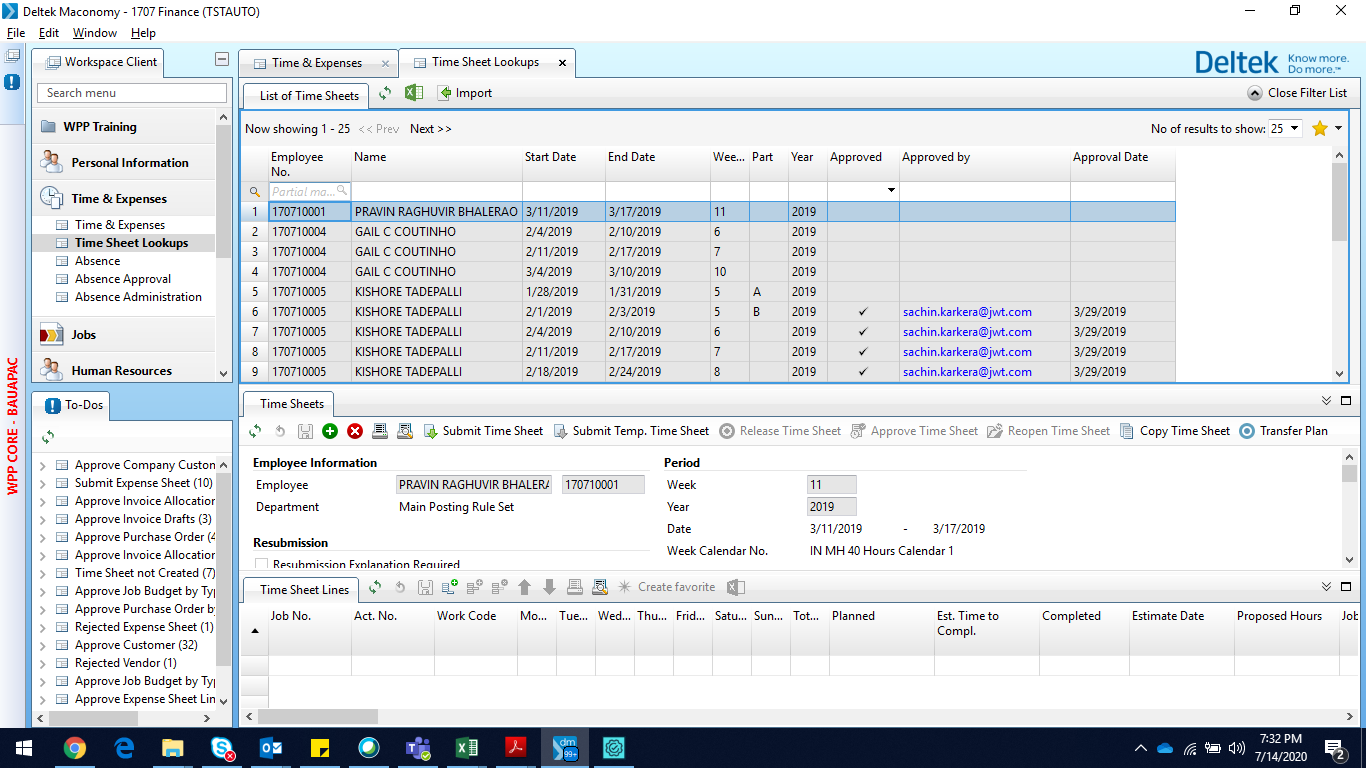 Deltek Maconomy - 1707 Finance (TSTAUTO)
File Edit Window Help
Workspace Client
Time & Expenses
Time Sheet Lookups
Deltek Know more. Do more.™
Search menu
List of Time Sheets
Import
Close Filter List
WPP Training
Personal Information
Time & Expenses
Time & Expenses
Time Sheet Lookups
Absence
Absence Approval
Absence Administration
Jobs
Human Resources
Now showing 1 - 25 << Prev Next >>
No of results to show: 25
Employee No. Name Start Date End Date Wee... Part Year Approved Approved by Approval Date
Partial ma...
1 170710001 PRAVIN RAGHUVIR BHALERAO 3/11/2019 3/17/2019 11 2019
2 170710004 GAIL C COUTINHO 2/4/2019 2/10/2019 6 2019
3 170710004 GAIL C COUTINHO 2/11/2019 2/17/2019 7 2019
4 170710004 GAIL C COUTINHO 3/4/2019 3/10/2019 10 2019
5 170710005 KISHORE TADEPALLI 1/28/2019 1/31/2019 5 A 2019
6 170710005 KISHORE TADEPALLI 2/1/2019 2/3/2019 5 B 2019 ✓ sachin.karkera@jwt.com 3/29/2019
7 170710005 KISHORE TADEPALLI 2/4/2019 2/10/2019 6 2019 ✓ sachin.karkera@jwt.com 3/29/2019
8 170710005 KISHORE TADEPALLI 2/11/2019 2/17/2019 7 2019 ✓ sachin.karkera@jwt.com 3/29/2019
9 170710005 KISHORE TADEPALLI 2/18/2019 2/24/2019 8 2019 ✓ sachin.karkera@jwt.com 3/29/2019
WPP CORE - BAUAPAC
To-Dos
Approve Company Custon
Submit Expense Sheet (10)
Approve Invoice Allocation
Approve Invoice Drafts (3)
Approve Purchase Order (4
Approve Invoice Allocation
Time Sheet not Created (7)
Approve Job Budget by Typ
Approve Purchase Order by
Rejected Expense Sheet (1)
Approve Customer (32)
Rejected Vendor (1)
Approve Job Budget by Typ
Approve Expense Sheet Lin
Time Sheets
Submit Time Sheet Submit Temp. Time Sheet Release Time Sheet Approve Time Sheet Reopen Time Sheet Copy Time Sheet Transfer Plan
Employee Information
Employee PRAVIN RAGHUVIR BHALERA 170710001
Department Main Posting Rule Set
Resubmission
Resubmission Explanation Required
Period
Week 11
Year 2019
Date 3/11/2019 - 3/17/2019
Week Calendar No. IN MH 40 Hours Calendar 1
Time Sheet Lines
Create favorite
Job No. Act. No. Work Code Mo... Tue... Wed... Thu... Frid... Satu... Sun... Tot... Planned Est. Time to Compl. Completed Estimate Date Proposed Hours Job
dm
99+
7:32 PM
7/14/2020
2